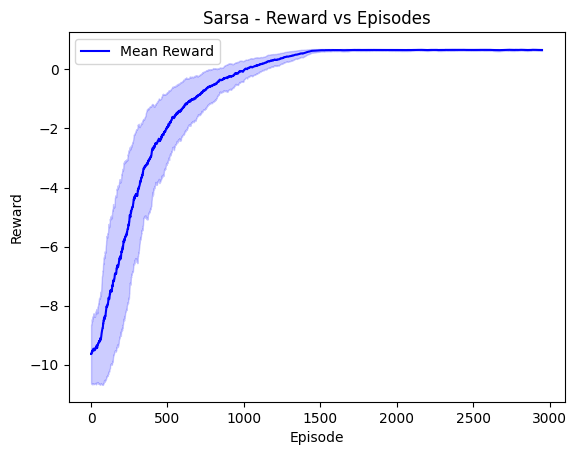 Sarsa - Reward vs Episodes
Mean Reward
Reward
0
−2
−4
−6
−8
−10
0 500 1000 1500 2000 2500 3000
Episode